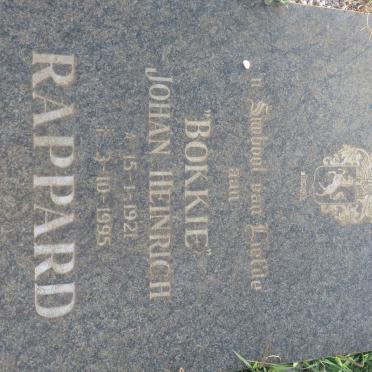 'n Simbool van Liefde
aan
"BOKKIE"
JOHAN HEINRICH
* 15-1-1921
† 3-10-1995
RAPPARD